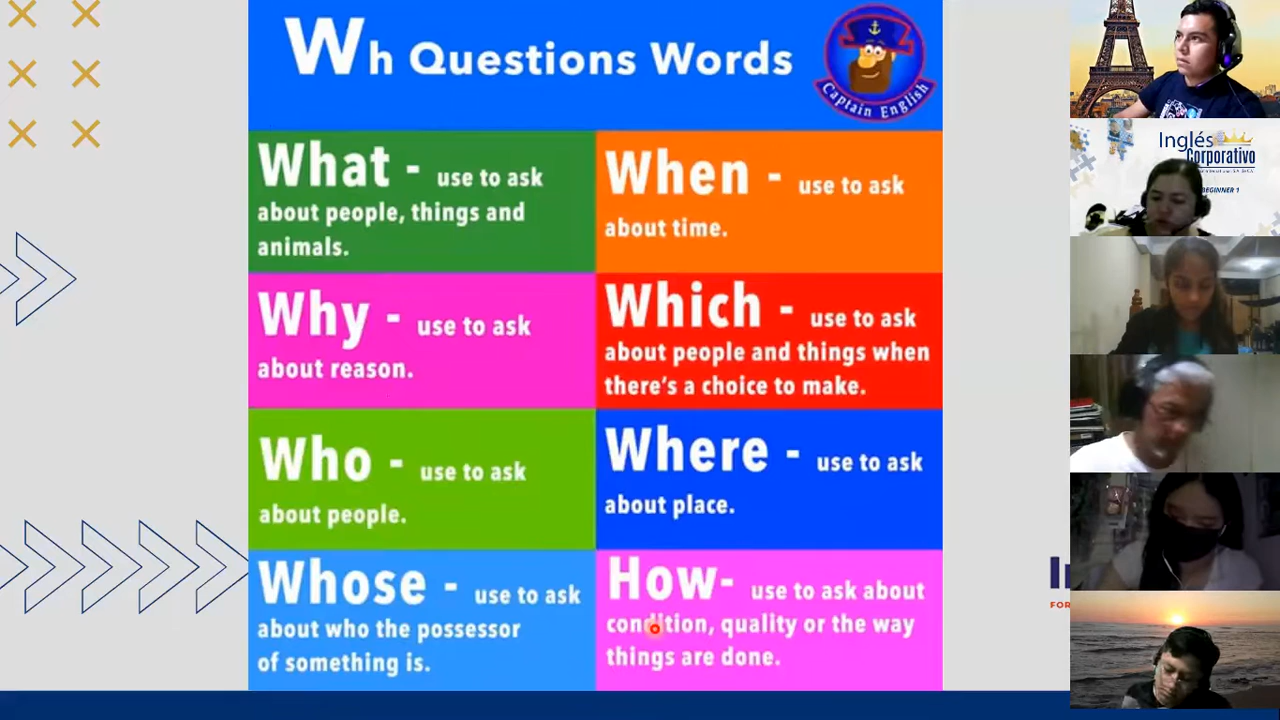 Wh Questions Words
Captain English
What - use to ask
about people, things and
animals.
When - use to ask
about time.
Why - use to ask
about reason.
Which - use to ask
about people and things when
there's a choice to make.
Who - use to ask
about people.
Where - use to ask
about place.
Whose - use to ask
about who the possessor
of something is.
How- use to ask about
condition, quality or the way
things are done.
Inglés
Corporativo
BEGINNER 1
FOR